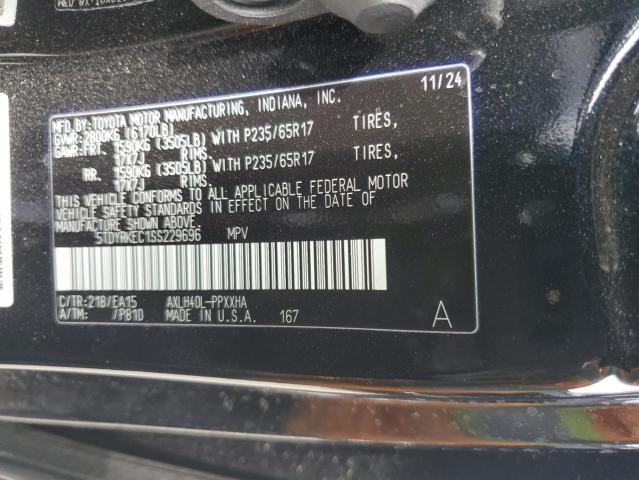 11/24
MFD.BY:TOYOTA MOTOR MANUFACTURING, INDIANA, INC.
GVWR:2800KG (6170LB)
GAWR:FRT. 1590KG (3505LB) WITH P235/65R17 TIRES,
17X7J RIMS,
RR. 1590KG (3505LB) WITH P235/65R17 TIRES,
17X7J RIMS,
THIS VEHICLE CONFORMS TO ALL APPLICABLE FEDERAL MOTOR
VEHICLE SAFETY STANDARDS IN EFFECT ON THE DATE OF
MANUFACTURE SHOWN ABOVE.
5TDYRKEC1SS229696 MPV
C/TR:218/EA15 AXLH40L-PPXXHA
A/TM: /P810 MADE IN U.S.A. 167 A